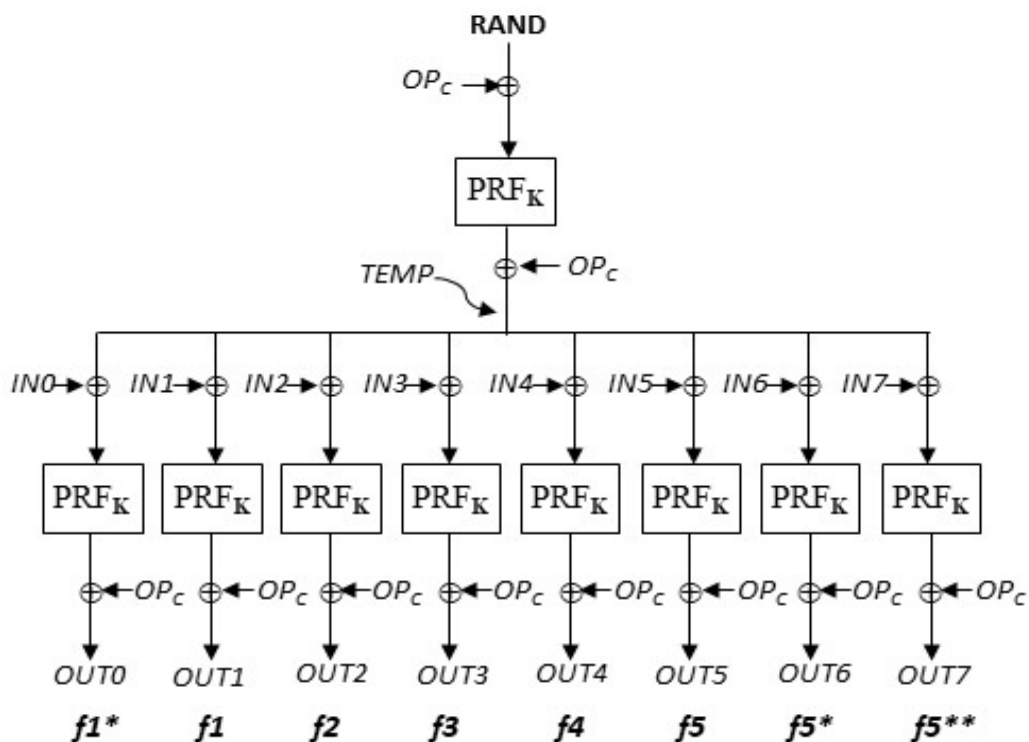 RAND
OPc
PRFK
TEMP
OPc
IN0 IN1 IN2 IN3 IN4 IN5 IN6 IN7
PRFK PRFK PRFK PRFK PRFK PRFK PRFK PRFK
OPc OPc OPc OPc OPc OPc OPc OPc
OUT0 OUT1 OUT2 OUT3 OUT4 OUT5 OUT6 OUT7
f1* f1 f2 f3 f4 f5 f5* f5**